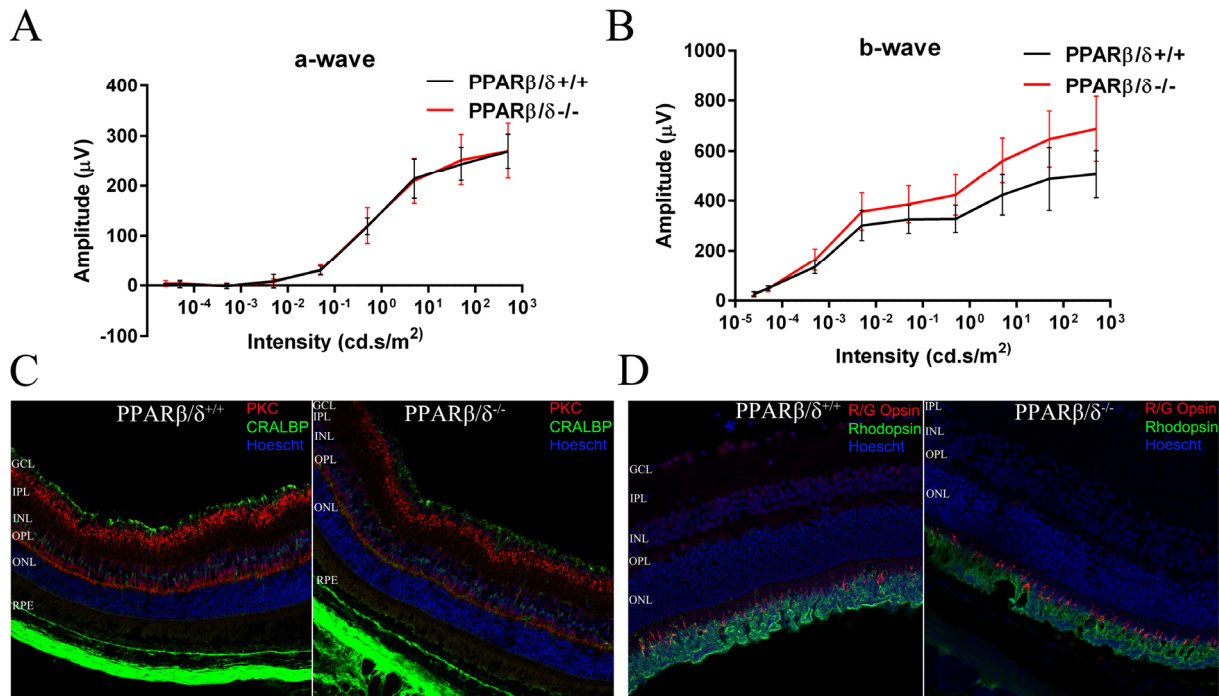 A
a-wave
PPARβ/δ+/+
PPARβ/δ-/-
Amplitude (μV)
400
300
200
100
0
-100
10⁻⁴ 10⁻³ 10⁻² 10⁻¹ 10⁰ 10¹ 10² 10³
Intensity (cd.s/m²)
B
b-wave
PPARβ/δ+/+
PPARβ/δ-/-
Amplitude (μV)
1000
800
600
400
200
0
10⁻⁵ 10⁻⁴ 10⁻³ 10⁻² 10⁻¹ 10⁰ 10¹ 10² 10³
Intensity (cd.s/m²)
C
PPARβ/δ⁺/⁺
PKC
CRALBP
Hoescht
GCL
IPL
INL
OPL
ONL
RPE
PPARβ/δ⁻/⁻
PKC
CRALBP
Hoescht
GCL
IPL
INL
OPL
ONL
RPE
D
PPARβ/δ⁺/⁺
R/G Opsin
Rhodopsin
Hoescht
*
GCL
IPL
INL
OPL
ONL
PPARβ/δ⁻/⁻
R/G Opsin
Rhodopsin
Hoescht
IPL
INL
OPL
ONL